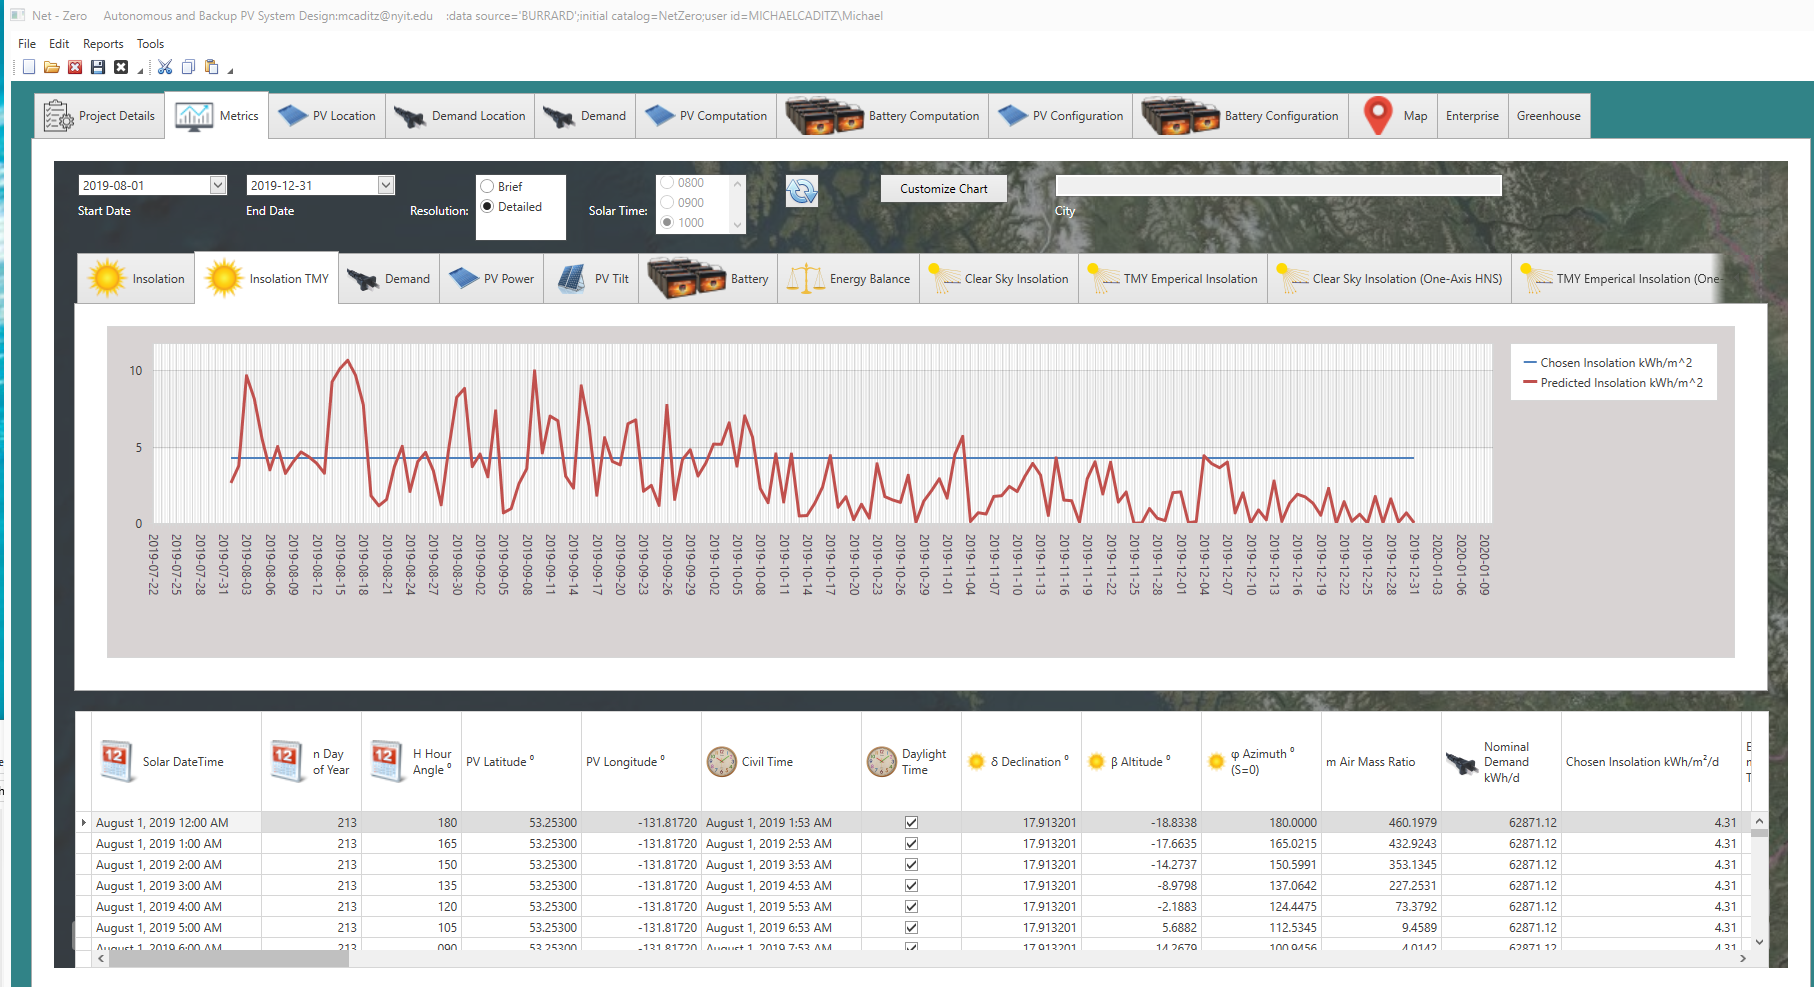 Net - Zero Autonomous and Backup PV System Design:mcaditz@nyit.edu :data source='BURRARD';initial catalog=NetZero;user id=MICHAELCADITZ\Michael
File Edit Reports Tools
Project Details Metrics PV Location Demand Location Demand PV Computation Battery Computation PV Configuration Battery Configuration Map Enterprise Greenhouse
2019-08-01 2019-12-31 Brief 0800 Customize Chart
Start Date End Date Resolution: Detailed Solar Time: 0900 City
1000
Insolation Insolation TMY Demand PV Power PV Tilt Battery Energy Balance Clear Sky Insolation TMY Emperical Insolation Clear Sky Insolation (One-Axis HNS) TMY Emperical Insolation (One-
10
5
0
Chosen Insolation kWh/m^2
Predicted Insolation kWh/m^2
2019-07-22 2019-07-25 2019-07-28 2019-07-31 2019-08-03 2019-08-06 2019-08-09 2019-08-12 2019-08-15 2019-08-18 2019-08-21 2019-08-24 2019-08-27 2019-08-30 2019-09-02 2019-09-05 2019-09-08 2019-09-11 2019-09-14 2019-09-17 2019-09-20 2019-09-23 2019-09-26 2019-09-29 2019-10-02 2019-10-05 2019-10-08 2019-10-11 2019-10-14 2019-10-17 2019-10-20 2019-10-23 2019-10-26 2019-10-29 2019-11-01 2019-11-04 2019-11-07 2019-11-10 2019-11-13 2019-11-16 2019-11-19 2019-11-22 2019-11-25 2019-11-28 2019-12-01 2019-12-04 2019-12-07 2019-12-10 2019-12-13 2019-12-16 2019-12-19 2019-12-22 2019-12-25 2019-12-28 2019-12-31 2020-01-03 2020-01-06 2020-01-09
12 Solar DateTime 12 n Day of Year 12 H Hour Angle ⁰ PV Latitude ⁰ PV Longitude ⁰ Civil Time Daylight Time δ Declination ⁰ β Altitude ⁰ φ Azimuth ⁰ (S=0) m Air Mass Ratio Nominal Demand kWh/d Chosen Insolation kWh/m²/d
August 1, 2019 12:00 AM 213 180 53.25300 -131.81720 August 1, 2019 1:53 AM 17.913201 -18.8338 180.0000 460.1979 62871.12 4.31
August 1, 2019 1:00 AM 213 165 53.25300 -131.81720 August 1, 2019 2:53 AM 17.913201 -17.6635 165.0215 432.9243 62871.12 4.31
August 1, 2019 2:00 AM 213 150 53.25300 -131.81720 August 1, 2019 3:53 AM 17.913201 -14.2737 150.5991 353.1345 62871.12 4.31
August 1, 2019 3:00 AM 213 135 53.25300 -131.81720 August 1, 2019 4:53 AM 17.913201 -8.9798 137.0642 227.2531 62871.12 4.31
August 1, 2019 4:00 AM 213 120 53.25300 -131.81720 August 1, 2019 5:53 AM 17.913201 -2.1883 124.4475 73.3792 62871.12 4.31
August 1, 2019 5:00 AM 213 105 53.25300 -131.81720 August 1, 2019 6:53 AM 17.913201 5.6882 112.5345 9.4589 62871.12 4.31
August 1, 2019 6:00 AM 213 090 53.25300 -131.81720 August 1, 2019 7:53 AM 17.913201 14.2679 100.9456 4.0142 62871.12 4.31